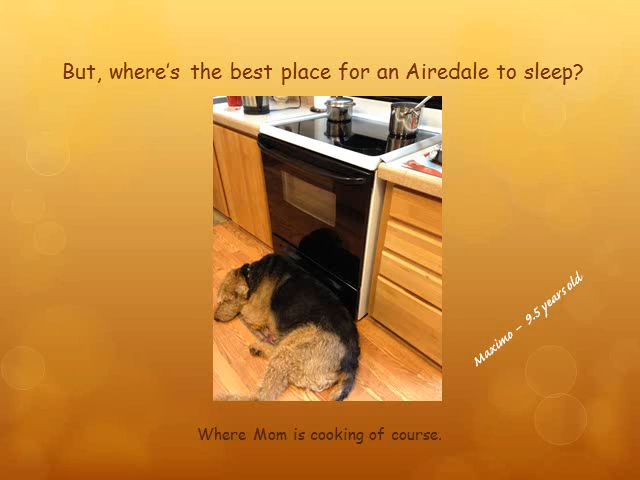 But, where's the best place for an Airedale to sleep?
Maximo – 9.5 years old
Where Mom is cooking of course.